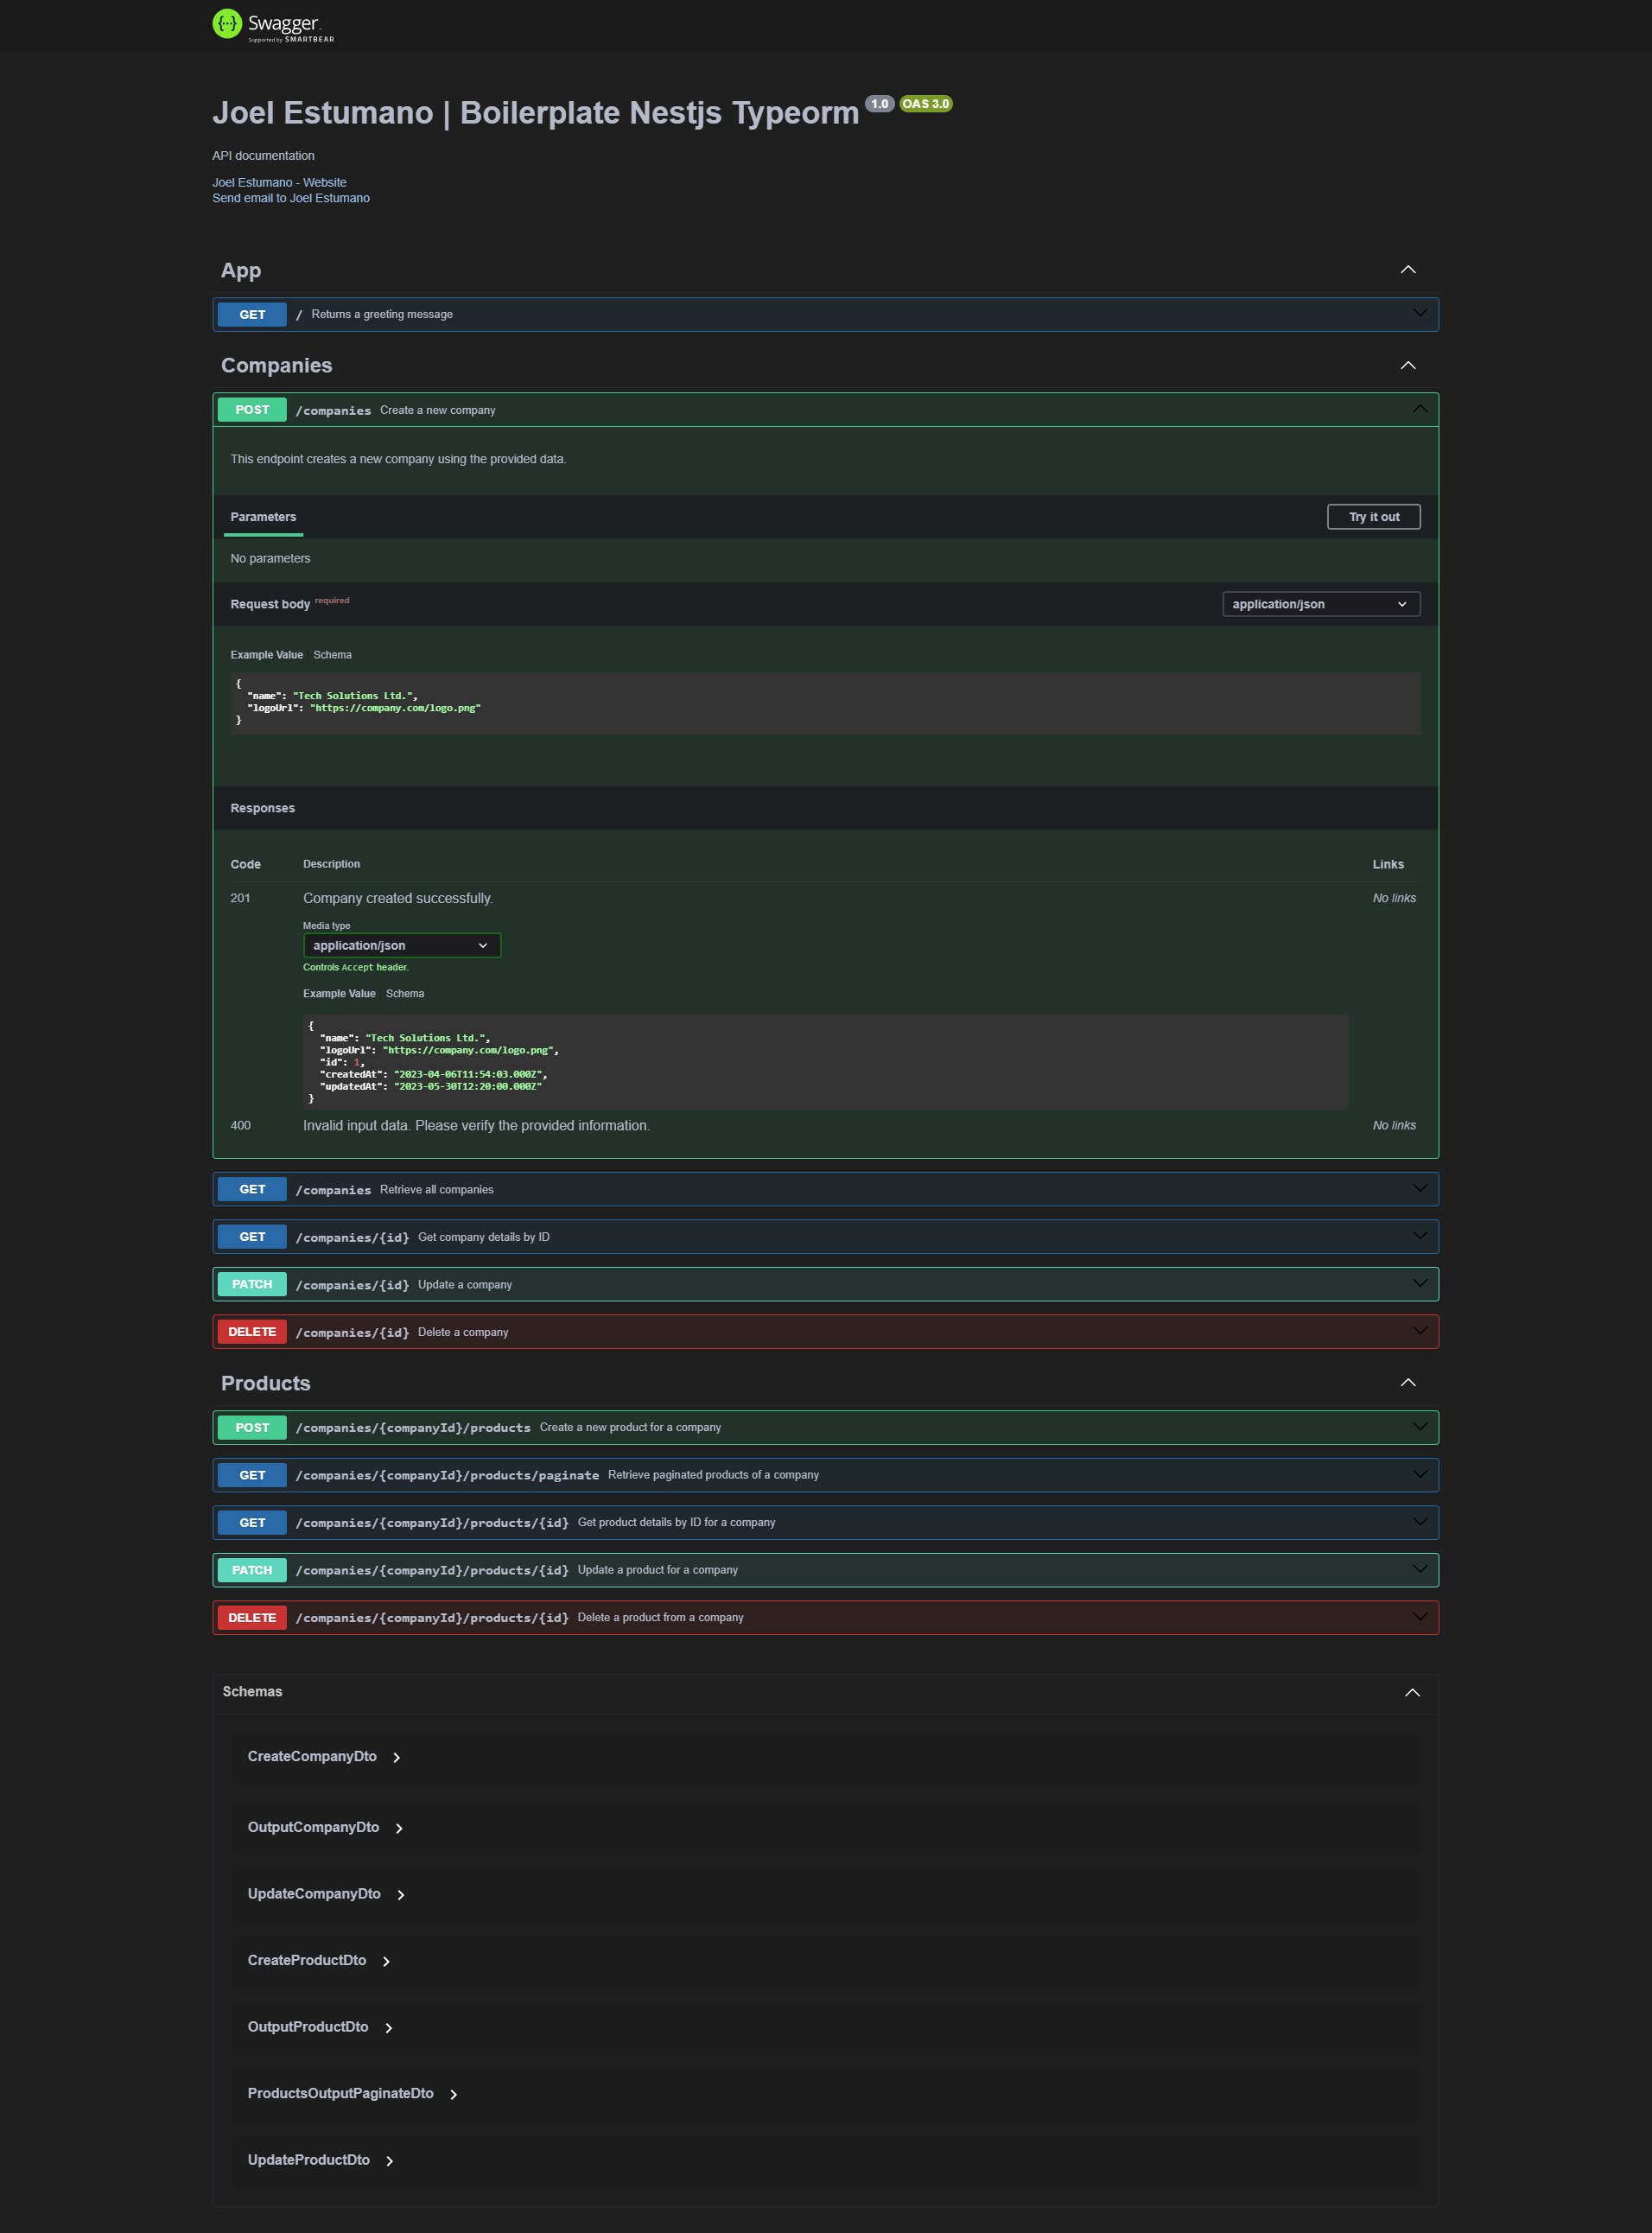 Swagger
Supported by SMARTBEAR
Joel Estumano | Boilerplate Nestjs Typeorm 1.0 OAS 3.0
API documentation
Joel Estumano - Website
Send email to Joel Estumano
App
GET / Returns a greeting message
Companies
POST /companies Create a new company
This endpoint creates a new company using the provided data.
Parameters Try it out
No parameters
Request body required application/json
Example Value Schema
{
"name": "Tech Solutions Ltd.",
"logoUrl": "https://company.com/logo.png"
}
Responses
Code Description Links
201 Company created successfully. No links
Media type
application/json
Controls Accept header.
Example Value Schema
{
"name": "Tech Solutions Ltd.",
"logoUrl": "https://company.com/logo.png",
"id": 1,
"createdAt": "2023-04-06T11:54:03.000Z",
"updatedAt": "2023-05-30T12:20:00.000Z"
}
400 Invalid input data. Please verify the provided information. No links
GET /companies Retrieve all companies
GET /companies/{id} Get company details by ID
PATCH /companies/{id} Update a company
DELETE /companies/{id} Delete a company
Products
POST /companies/{companyId}/products Create a new product for a company
GET /companies/{companyId}/products/paginate Retrieve paginated products of a company
GET /companies/{companyId}/products/{id} Get product details by ID for a company
PATCH /companies/{companyId}/products/{id} Update a product for a company
DELETE /companies/{companyId}/products/{id} Delete a product from a company
Schemas
CreateCompanyDto
OutputCompanyDto
UpdateCompanyDto
CreateProductDto
OutputProductDto
ProductsOutputPaginateDto
UpdateProductDto